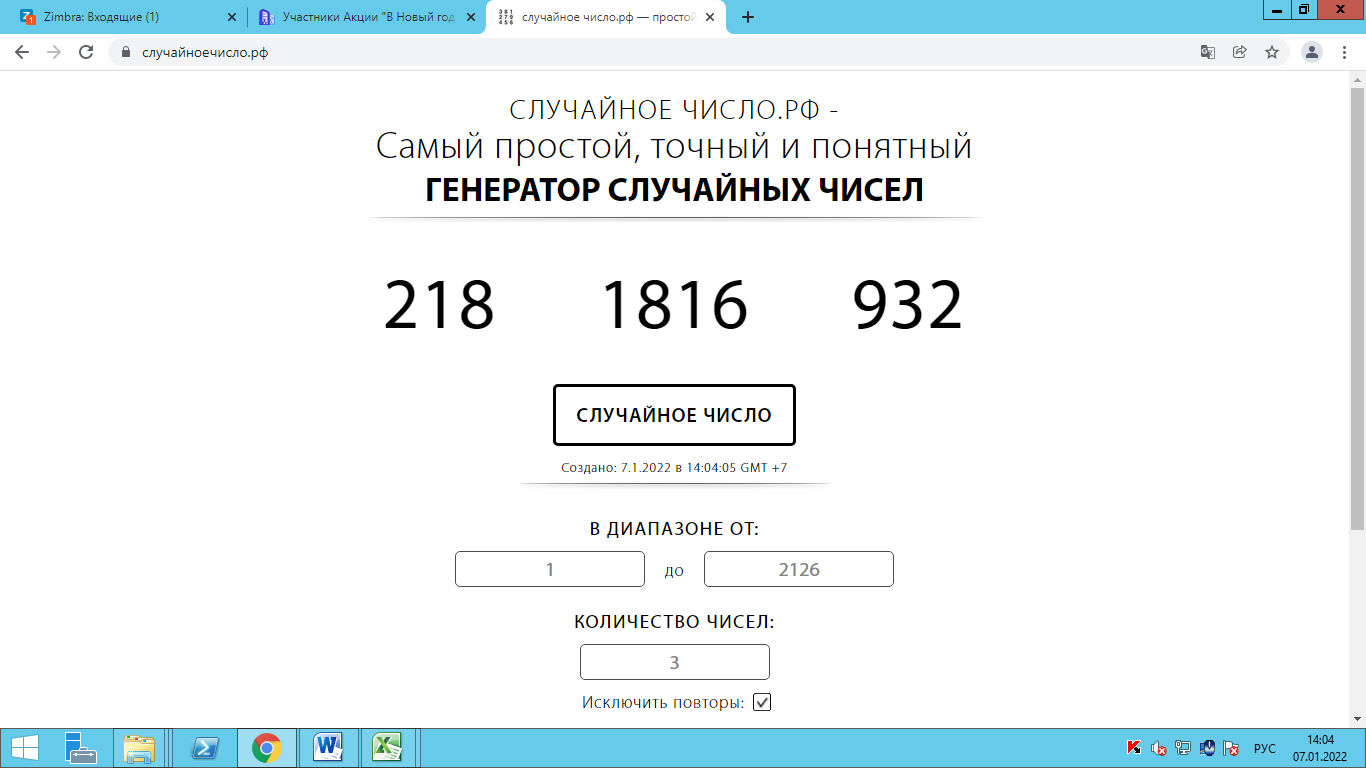 Zimbra: Входящие (1)
Участники Акции "В Новый год
случайное число.рф — простой
случайноечисло.рф
СЛУЧАЙНОЕ ЧИСЛО.РФ -
Самый простой, точный и понятный
ГЕНЕРАТОР СЛУЧАЙНЫХ ЧИСЕЛ
218 1816 932
СЛУЧАЙНОЕ ЧИСЛО
Создано: 7.1.2022 в 14:04:05 GMT +7
В ДИАПАЗОНЕ ОТ:
1 до 2126
КОЛИЧЕСТВО ЧИСЕЛ:
3
Исключить повторы:
РУС
14:04
07.01.2022